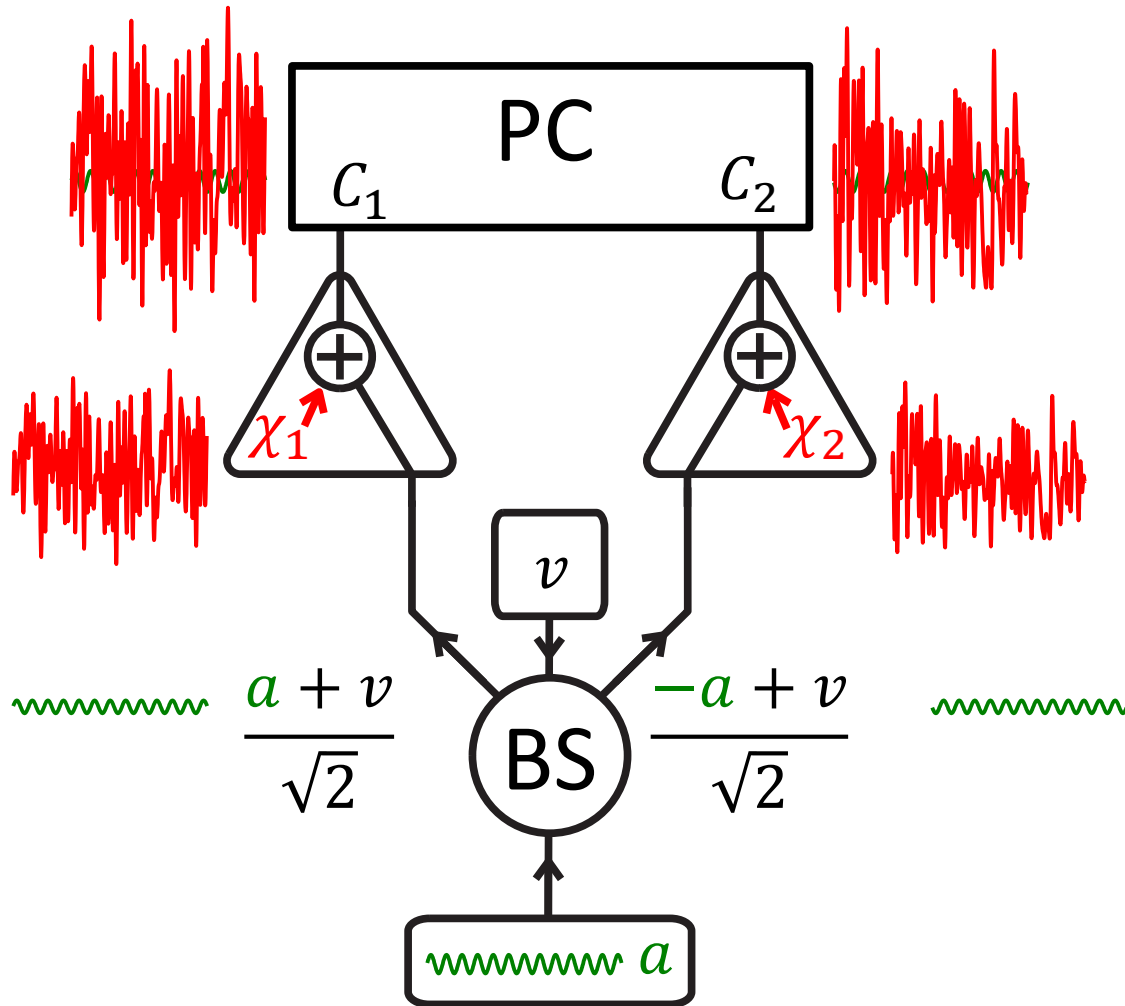 PC
C₁ C₂
+ +
χ₁ χ₂
v
a + v
√2
−a + v
√2
BS
a